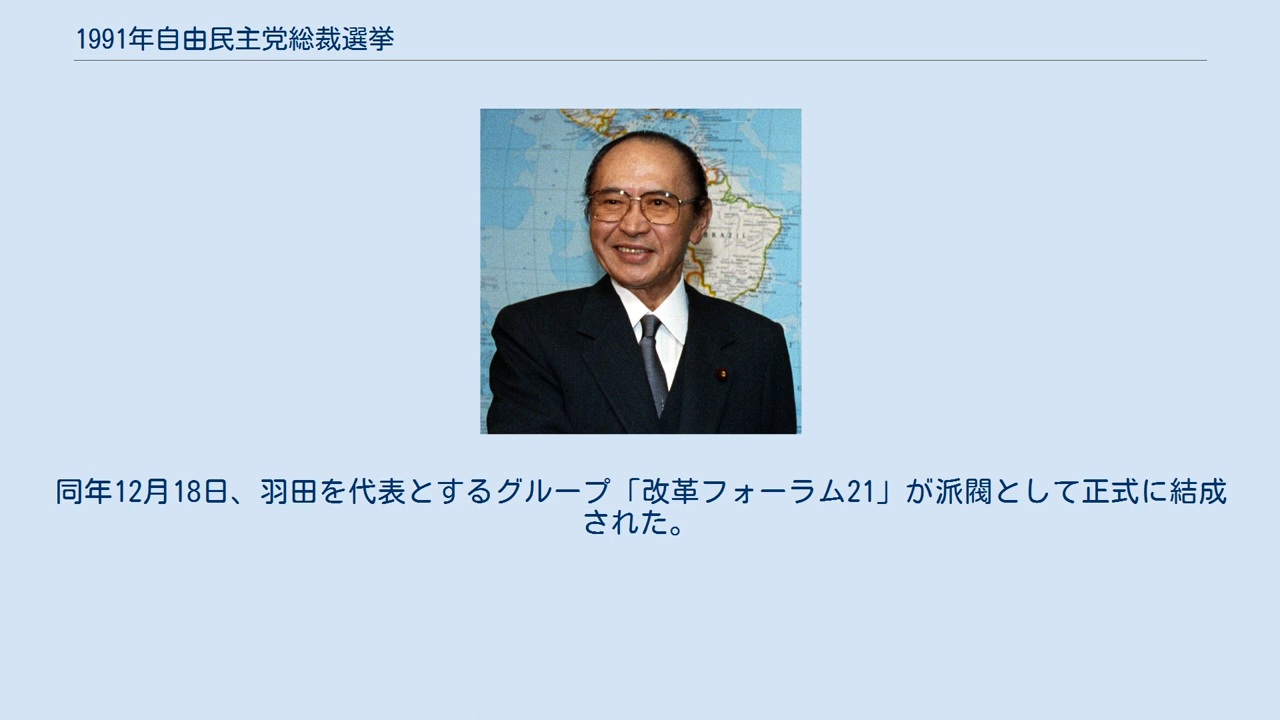 1991年自由民主党総裁選挙
BRAZIL
同年12月18日、羽田を代表とするグループ「改革フォーラム21」が派閥として正式に結成
された。